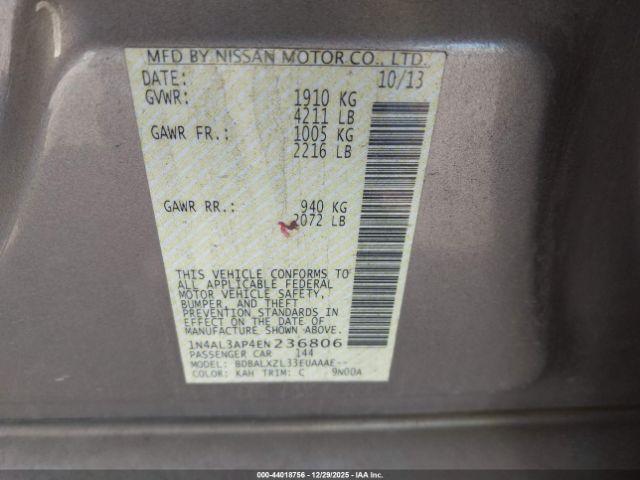 MFD BY NISSAN MOTOR CO., LTD.
DATE: 10/13
GVWR: 1910 KG
4211 LB
GAWR FR.: 1005 KG
2216 LB
GAWR RR.: 940 KG
2072 LB
THIS VEHICLE CONFORMS TO
ALL APPLICABLE FEDERAL
MOTOR VEHICLE SAFETY,
BUMPER, AND THEFT
PREVENTION STANDARDS IN
EFFECT ON THE DATE OF
MANUFACTURE SHOWN ABOVE.
1N4AL3AP4EN236806
PASSENGER CAR 144
MODEL: BDBALXZL33EUAAAE--
COLOR: KAH TRIM: C 9N00A
000-44018756 | 12/29/2025 | IAA Inc.